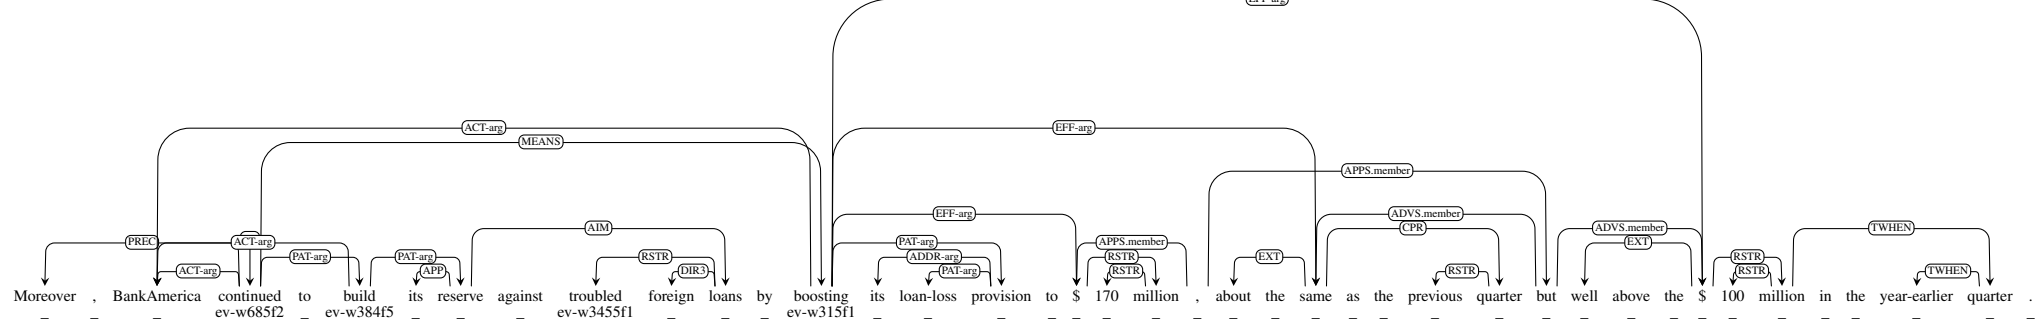 EFF-arg
ACT-arg EFF-arg
MEANS
APPS.member
EFF-arg ADVS.member
AIM CPR ADVS.member TWHEN
PREC ACT-arg PAT-arg APPS.member EXT
PAT-arg PAT-arg RSTR ADDR-arg RSTR EXT RSTR
ACT-arg APP DIR3 PAT-arg RSTR RSTR RSTR TWHEN
Moreover , BankAmerica continued to build its reserve against troubled foreign loans by boosting its loan-loss provision to $ 170 million , about the same as the previous quarter but well above the $ 100 million in the year-earlier quarter .
_ _ _ ev-w685f2 _ ev-w384f5 _ _ _ ev-w3455f1 _ _ _ ev-w315f1 _ _ _ _ _ _ _ _ _ _ _ _ _ _ _ _ _ _ _ _ _ _ _ _ _ _ _